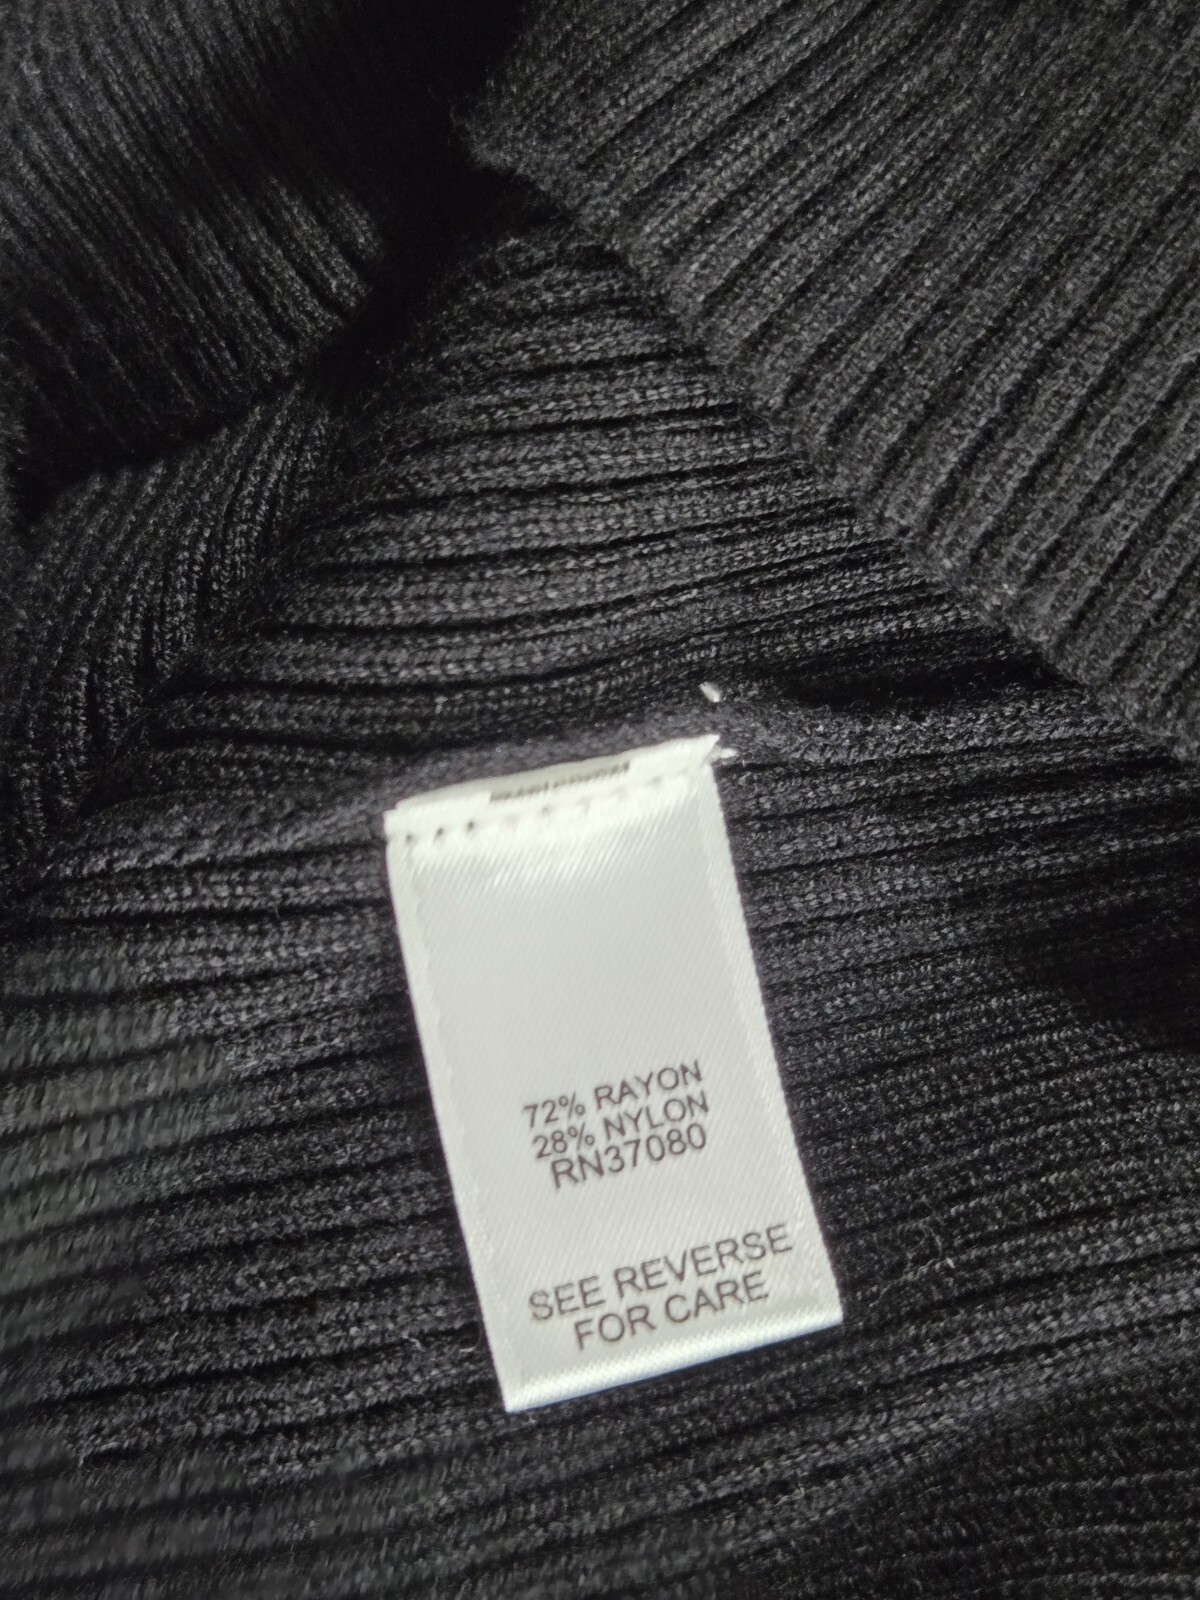 72% RAYON
28% NYLON
RN37080
SEE REVERSE
FOR CARE